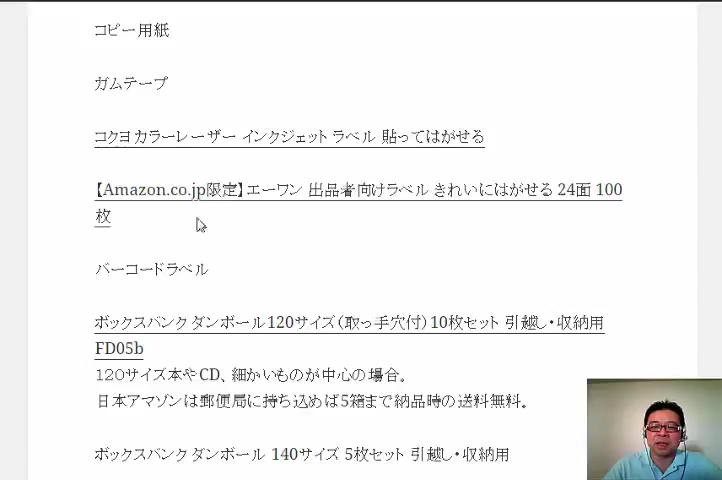 コピー用紙
ガムテープ
コクヨカラーレーザー インクジェット ラベル 貼ってはがせる
【Amazon.co.jp限定】エーワン 出品者向けラベル きれいにはがせる 24面 100
枚
バーコードラベル
ボックスバンク ダンボール120サイズ（取っ手穴付）10枚セット 引越し・収納用
FD05b
１２０サイズ本やCD、細かいものが中心の場合。
日本アマゾンは郵便局に持ち込めば5箱まで納品時の送料無料。
ボックスバンク ダンボール 140サイズ 5枚セット 引越し・収納用